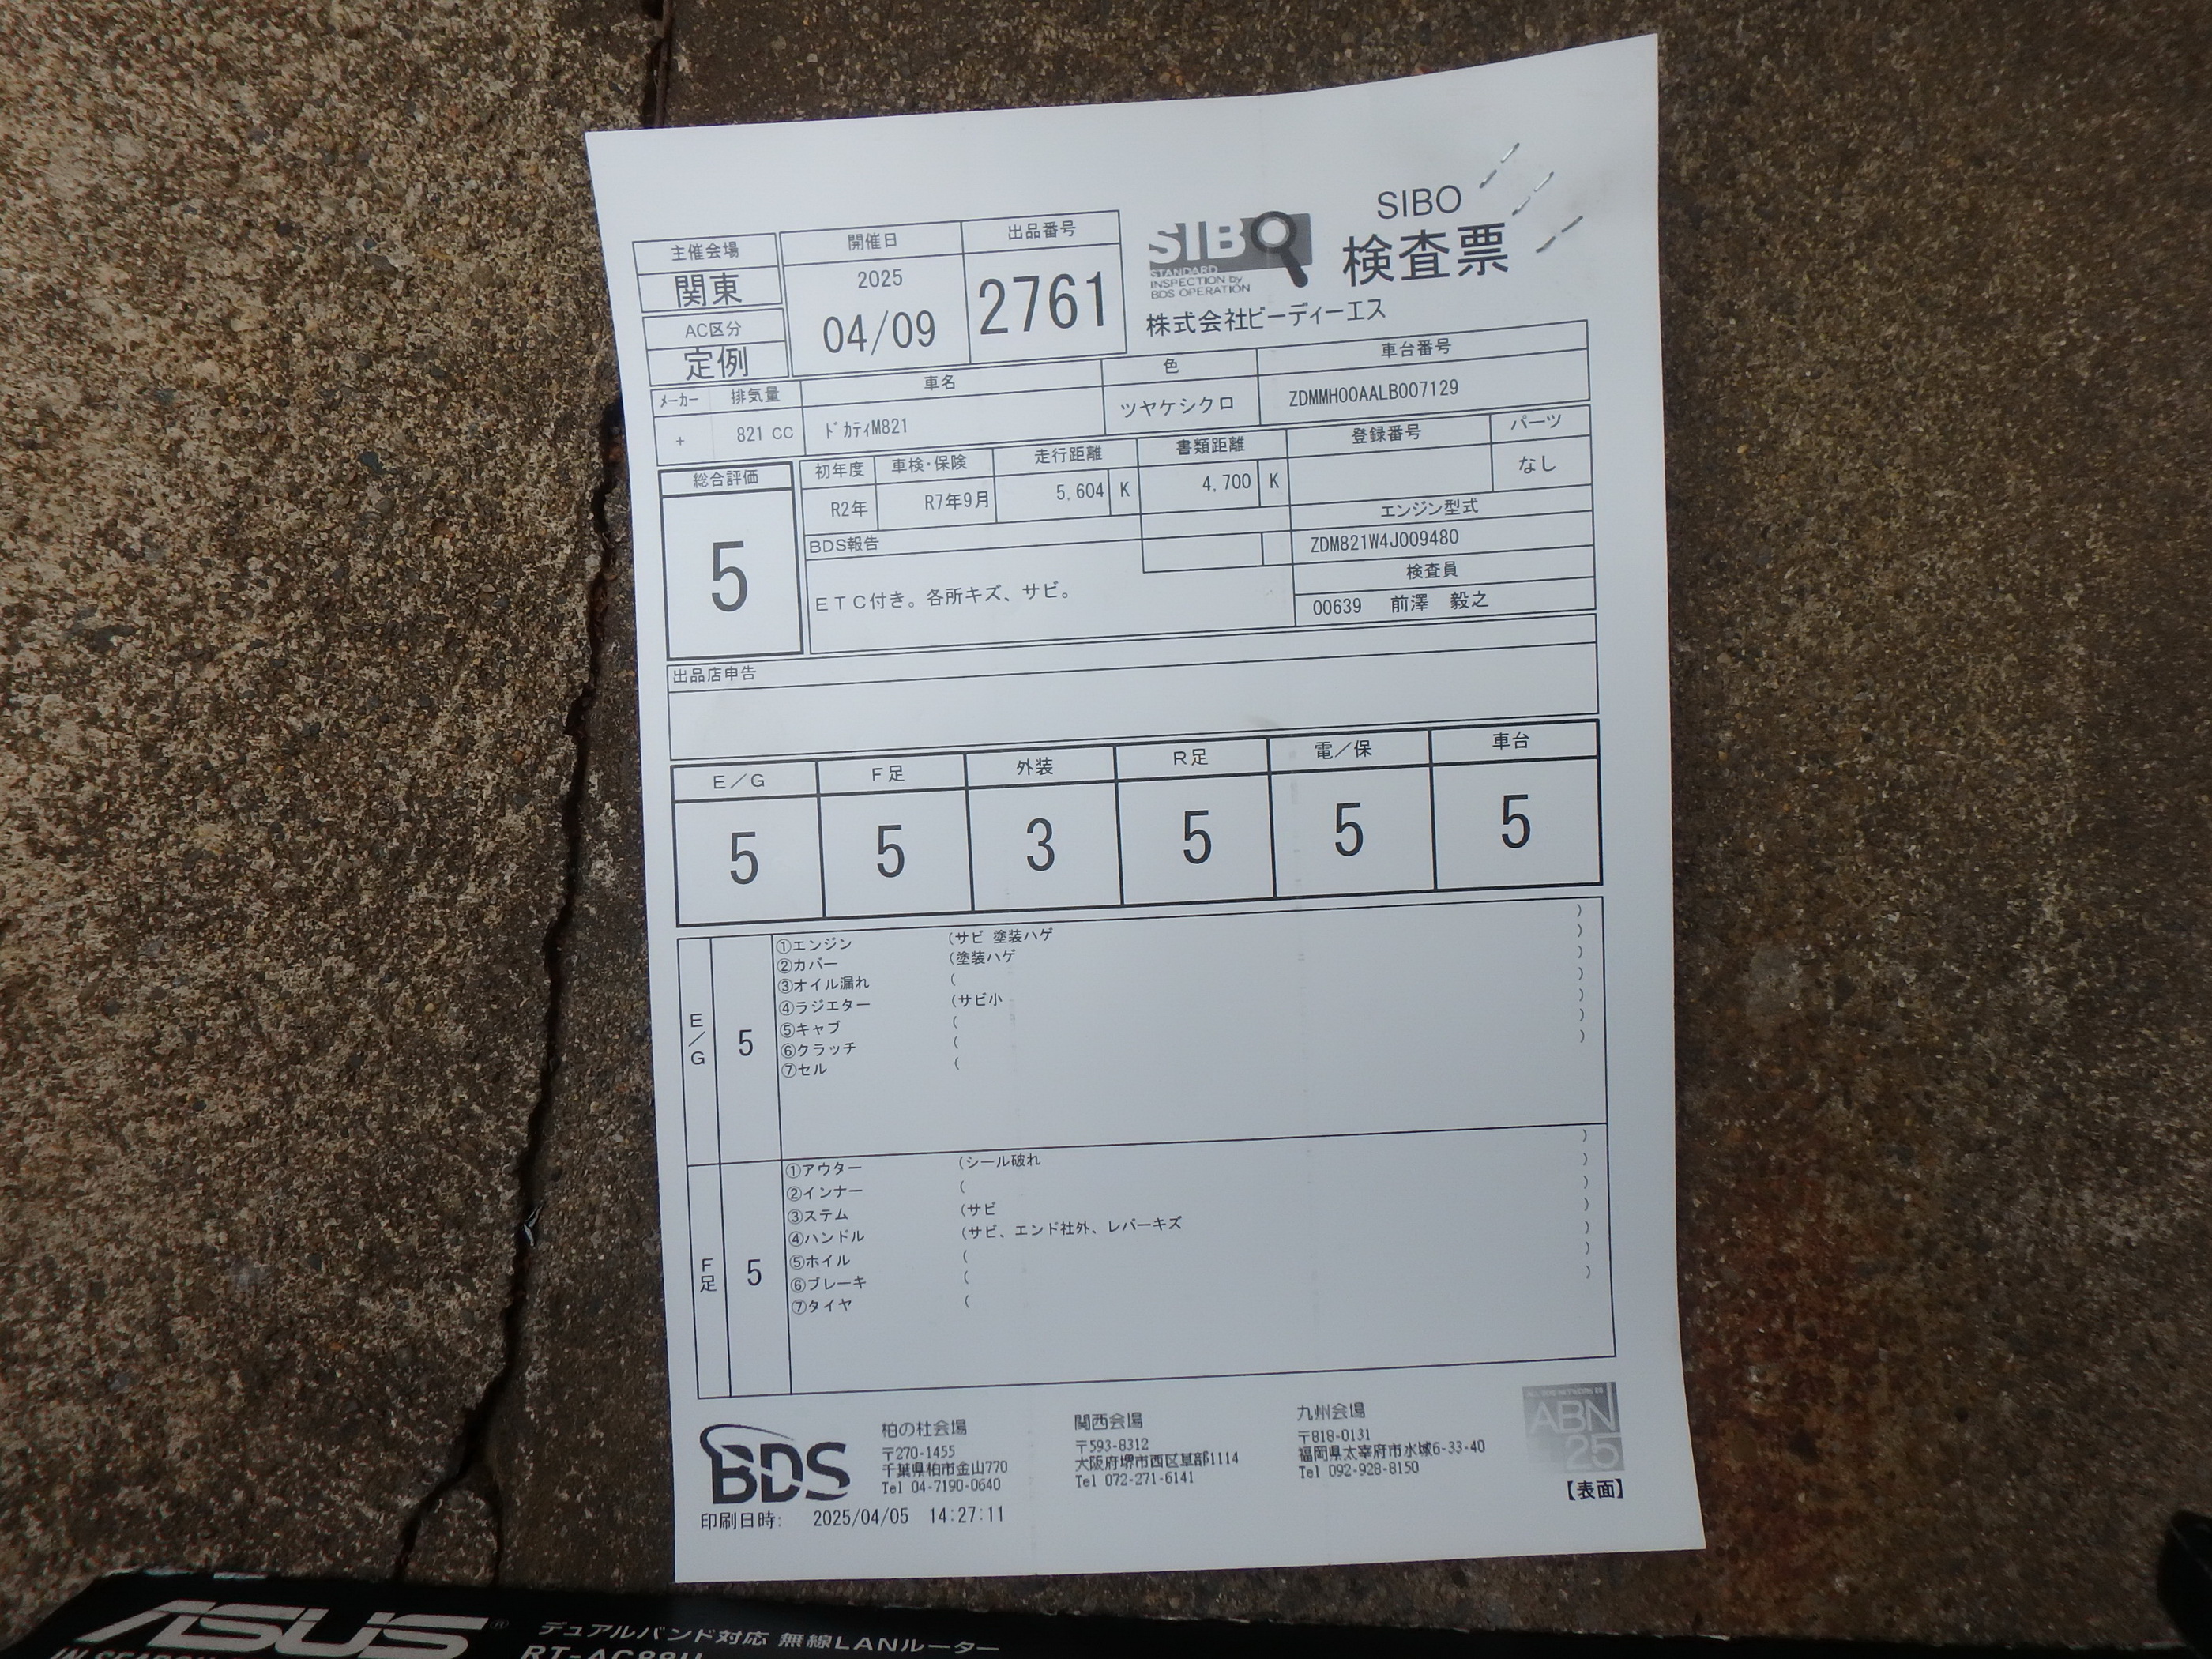 SIBO
検査票
SIBO
STANDARD
INSPECTION by
BDS OPERATION
株式会社ビーディーエス
主催会場 開催日 出品番号
関東 2025 04/09 2761
AC区分
定例
メーカー 排気量 車名 色 車台番号
+ 821 CC ドカティM821 ツヤケシクロ ZDMMH00AALB007129
総合評価 初年度 車検・保険 走行距離 書類距離 登録番号 パーツ
5 R2年 R7年9月 5,604 K 4,700 K なし
BDS報告 エンジン型式
ZDM821W4J009480
ETC付き。各所キズ、サビ。
検査員
00639 前澤 毅之
出品店申告
E/G F足 外装 R足 電/保 車台
5 5 3 5 5 5
E/G 5
①エンジン (サビ 塗装ハゲ )
②カバー (塗装ハゲ )
③オイル漏れ ( )
④ラジエター (サビ小 )
⑤キャブ ( )
⑥クラッチ ( )
⑦セル ( )
F足 5
①アウター (シール破れ )
②インナー ( )
③ステム (サビ )
④ハンドル (サビ、エンド社外、レバーキズ )
⑤ホイル ( )
⑥ブレーキ ( )
⑦タイヤ ( )
BDS
柏の杜会場
〒270-1455
千葉県柏市金山770
Tel 04-7190-0640
関西会場
〒593-8312
大阪府堺市西区草部1114
Tel 072-271-6141
九州会場
〒818-0131
福岡県太宰府市水城6-33-40
Tel 092-928-8150
ABN
25
【表面】
印刷日時: 2025/04/05 14:27:11
ASUS®
デュアルバンド対応 無線LANルーター